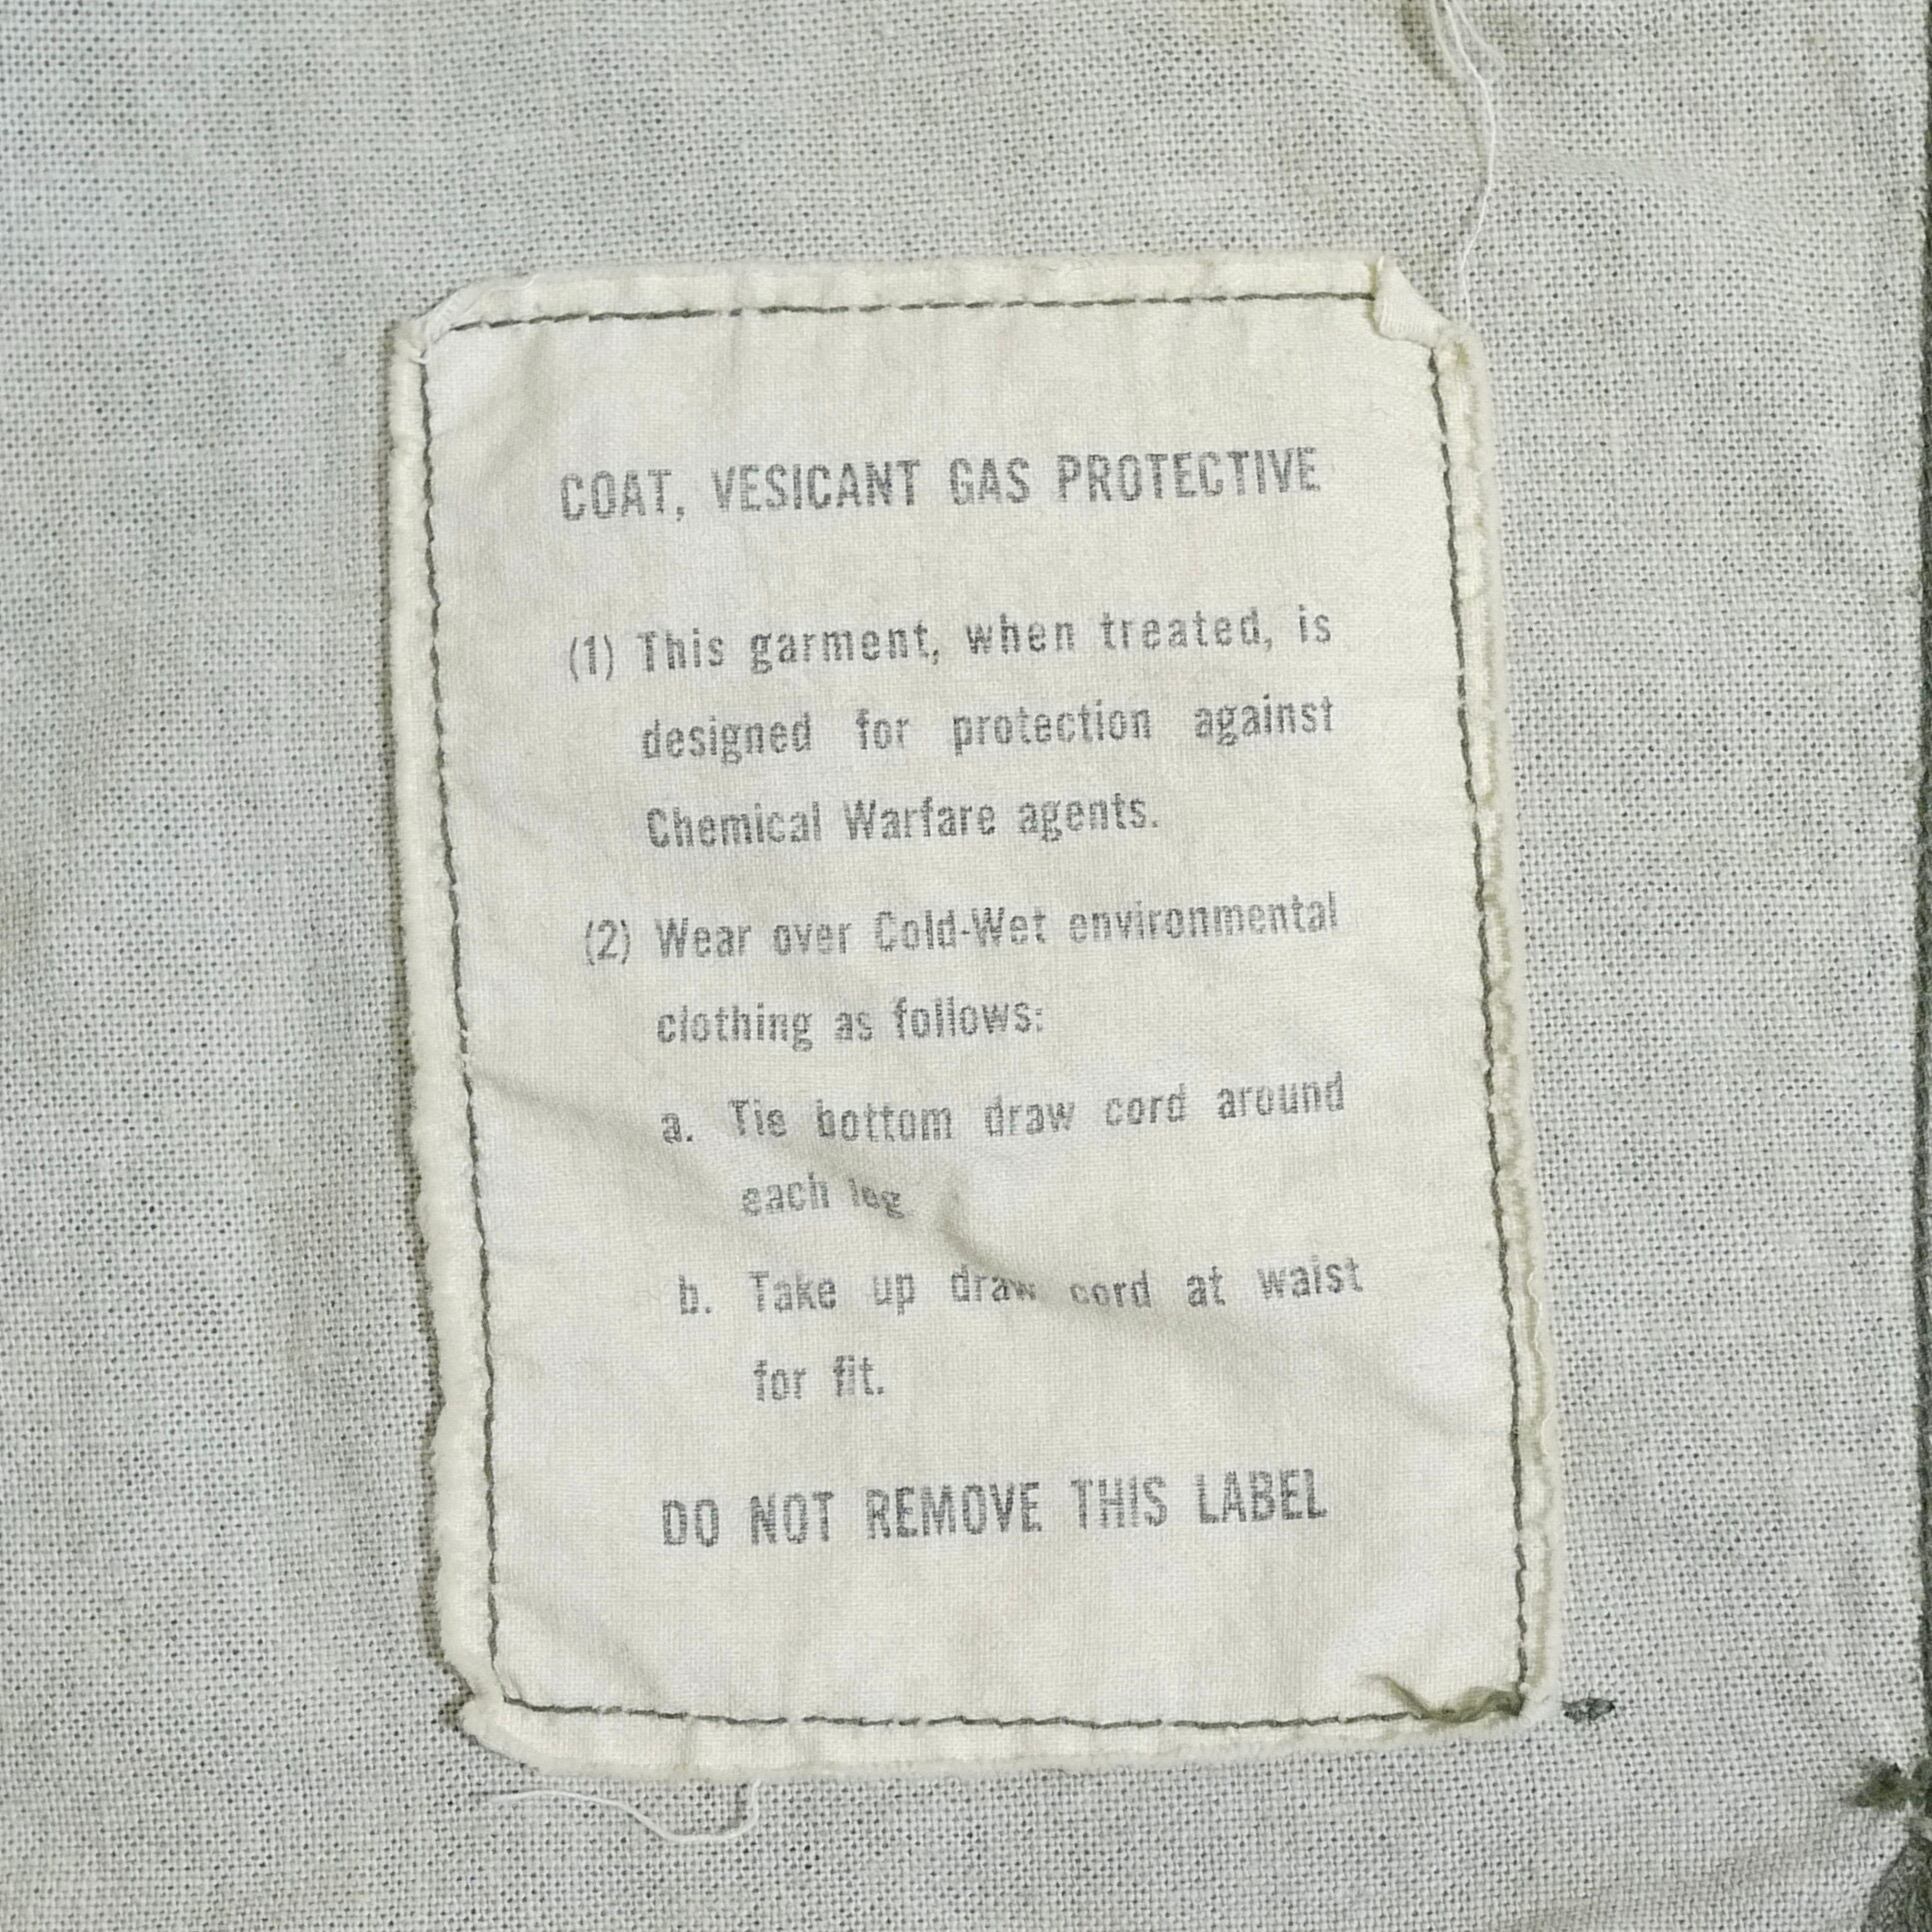 COAT, VESICANT GAS PROTECTIVE
(1) This garment, when treated, is
designed for protection against
Chemical Warfare agents.
(2) Wear over Cold-Wet environmental
clothing as follows:
a. Tie bottom draw cord around
each leg
b. Take up draw cord at waist
for fit.
DO NOT REMOVE THIS LABEL